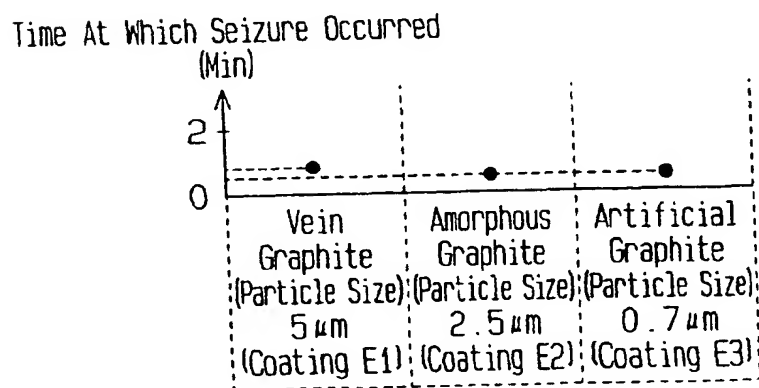 Time At Which Seizure Occurred
(Min)
2
0
Vein
Graphite
(Particle Size)
5μm
(Coating E1)
Amorphous
Graphite
(Particle Size)
2.5μm
(Coating E2)
Artificial
Graphite
(Particle Size)
0.7μm
(Coating E3)